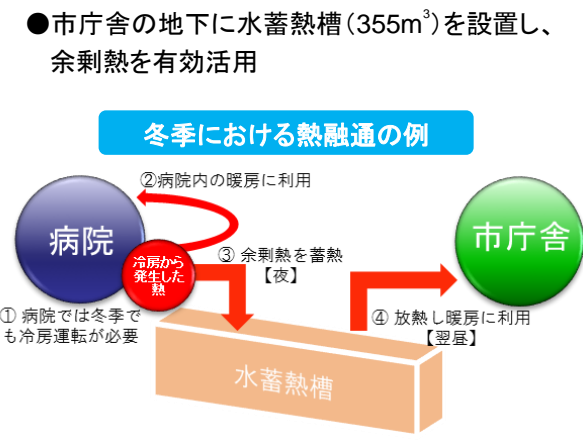 ●市庁舎の地下に水蓄熱槽（355m³）を設置し、
余剰熱を有効活用
冬季における熱融通の例
②病院内の暖房に利用
病院
市庁舎
冷房から
発生した
熱
③ 余剰熱を蓄熱
【夜】
① 病院では冬季で
も冷房運転が必要
④ 放熱し暖房に利用
【翌昼】
水蓄熱槽